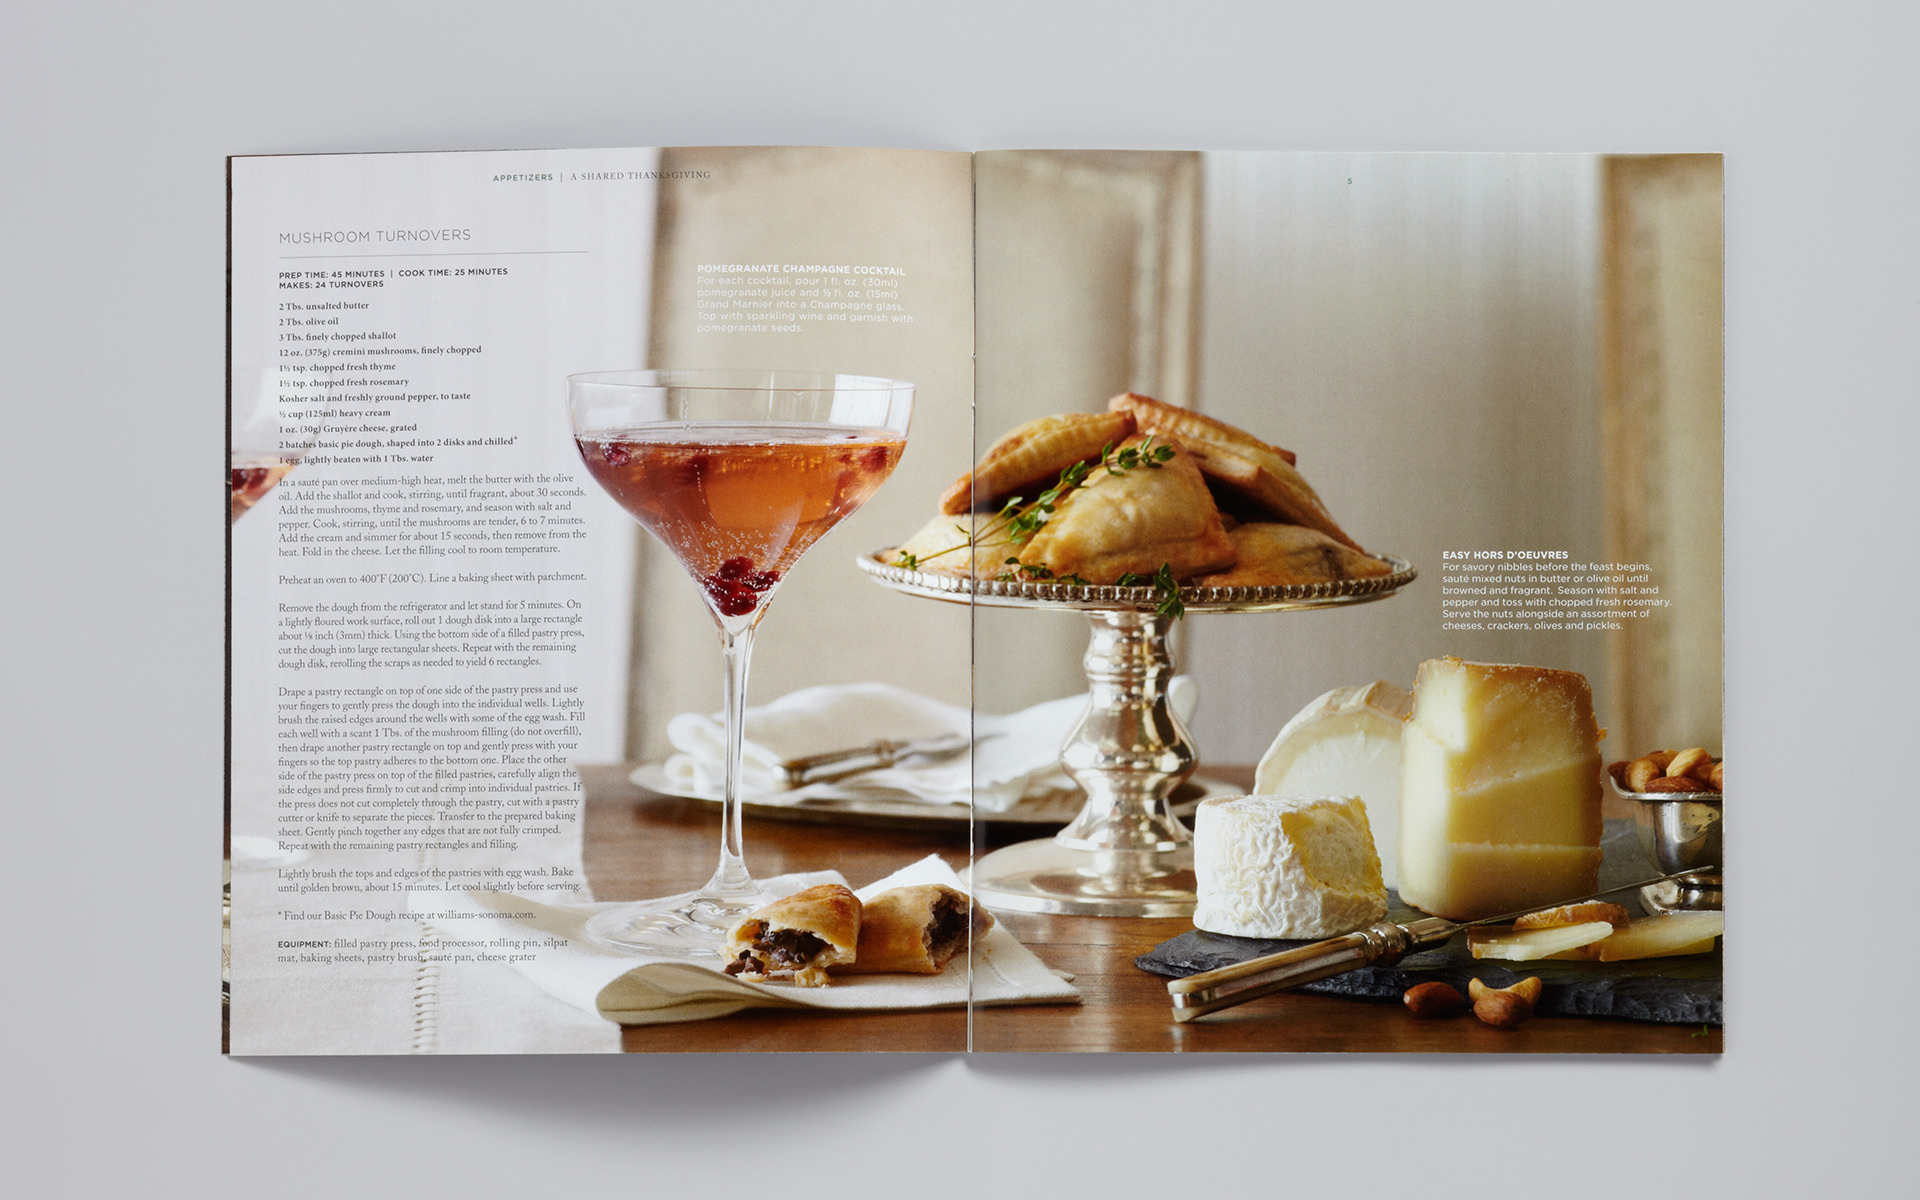 APPETIZERS | A SHARED THANKSGIVING
MUSHROOM TURNOVERS
PREP TIME: 45 MINUTES | COOK TIME: 25 MINUTES
MAKES: 24 TURNOVERS
2 Tbs. unsalted butter
2 Tbs. olive oil
3 Tbs. finely chopped shallot
12 oz. (375g) cremini mushrooms, finely chopped
1½ tsp. chopped fresh thyme
1½ tsp. chopped fresh rosemary
Kosher salt and freshly ground pepper, to taste
½ cup (125ml) heavy cream
1 oz. (30g) Gruyère cheese, grated
2 batches basic pie dough, shaped into 2 disks and chilled*
1 egg, lightly beaten with 1 Tbs. water
In a sauté pan over medium-high heat, melt the butter with the olive
oil. Add the shallot and cook, stirring, until fragrant, about 30 seconds.
Add the mushrooms, thyme and rosemary, and season with salt and
pepper. Cook, stirring, until the mushrooms are tender, 6 to 7 minutes.
Add the cream and simmer for about 15 seconds, then remove from the
heat. Fold in the cheese. Let the filling cool to room temperature.
Preheat an oven to 400°F (200°C). Line a baking sheet with parchment.
Remove the dough from the refrigerator and let stand for 5 minutes. On
a lightly floured work surface, roll out 1 dough disk into a large rectangle
about ⅛ inch (3mm) thick. Using the bottom side of a filled pastry press,
cut the dough into large rectangular sheets. Repeat with the remaining
dough disk, rerolling the scraps as needed to yield 6 rectangles.
Drape a pastry rectangle on top of one side of the pastry press and use
your fingers to gently press the dough into the individual wells. Lightly
brush the raised edges around the wells with some of the egg wash. Fill
each well with a scant 1 Tbs. of the mushroom filling (do not overfill),
then drape another pastry rectangle on top and gently press with your
fingers so the top pastry adheres to the bottom one. Place the other
side of the pastry press on top of the filled pastries, carefully align the
side edges and press firmly to cut and crimp into individual pastries. If
the press does not cut completely through the pastry, cut with a pastry
cutter or knife to separate the pieces. Transfer to the prepared baking
sheet. Gently pinch together any edges that are not fully crimped.
Repeat with the remaining pastry rectangles and filling.
Lightly brush the tops and edges of the pastries with egg wash. Bake
until golden brown, about 15 minutes. Let cool slightly before serving.
* Find our Basic Pie Dough recipe at williams-sonoma.com.
EQUIPMENT: filled pastry press, food processor, rolling pin, silpat
mat, baking sheets, pastry brush, sauté pan, cheese grater
POMEGRANATE CHAMPAGNE COCKTAIL
For each cocktail, pour 1 fl. oz. (30ml)
pomegranate juice and ½ fl. oz. (15ml)
Grand Marnier into a Champagne glass.
Top with sparkling wine and garnish with
pomegranate seeds.
5
EASY HORS D'OEUVRES
For savory nibbles before the feast begins,
sauté mixed nuts in butter or olive oil until
browned and fragrant. Season with salt and
pepper and toss with chopped fresh rosemary.
Serve the nuts alongside an assortment of
cheeses, crackers, olives and pickles.